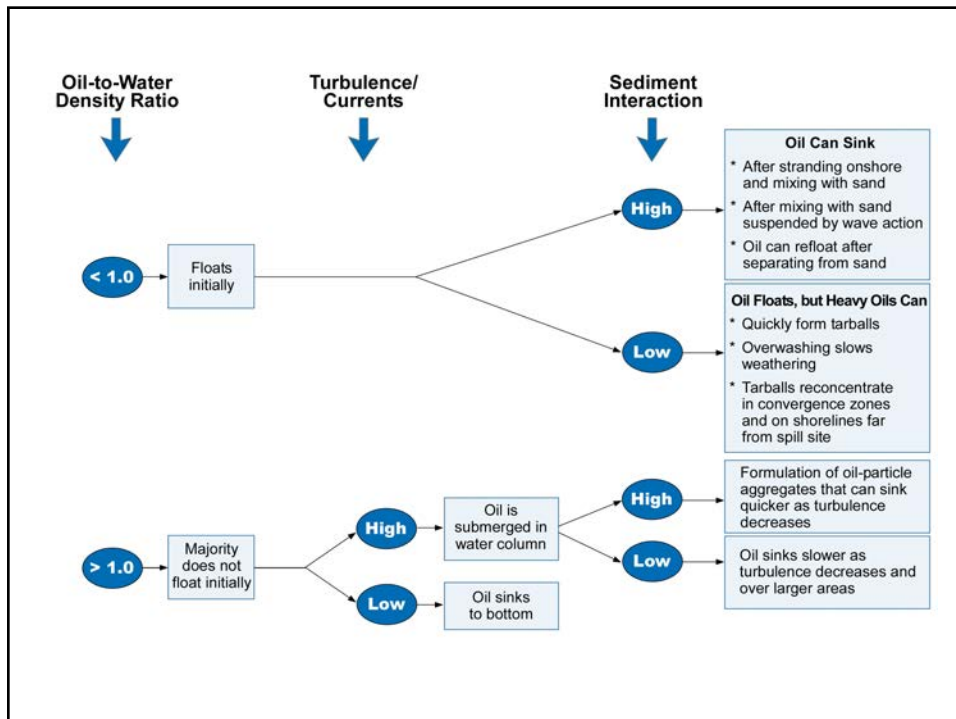 Oil-to-Water
Density Ratio
Turbulence/
Currents
Sediment
Interaction
< 1.0
Floats
initially
High
Oil Can Sink
* After stranding onshore
and mixing with sand
* After mixing with sand
suspended by wave action
* Oil can refloat after
separating from sand
Low
Oil Floats, but Heavy Oils Can
* Quickly form tarballs
* Overwashing slows
weathering
* Tarballs reconcentrate
in convergence zones
and on shorelines far
from spill site
> 1.0
Majority
does not
float initially
High
Oil is
submerged in
water column
High
Formulation of oil-particle
aggregates that can sink
quicker as turbulence
decreases
Low
Oil sinks slower as
turbulence decreases and
over larger areas
Low
Oil sinks
to bottom